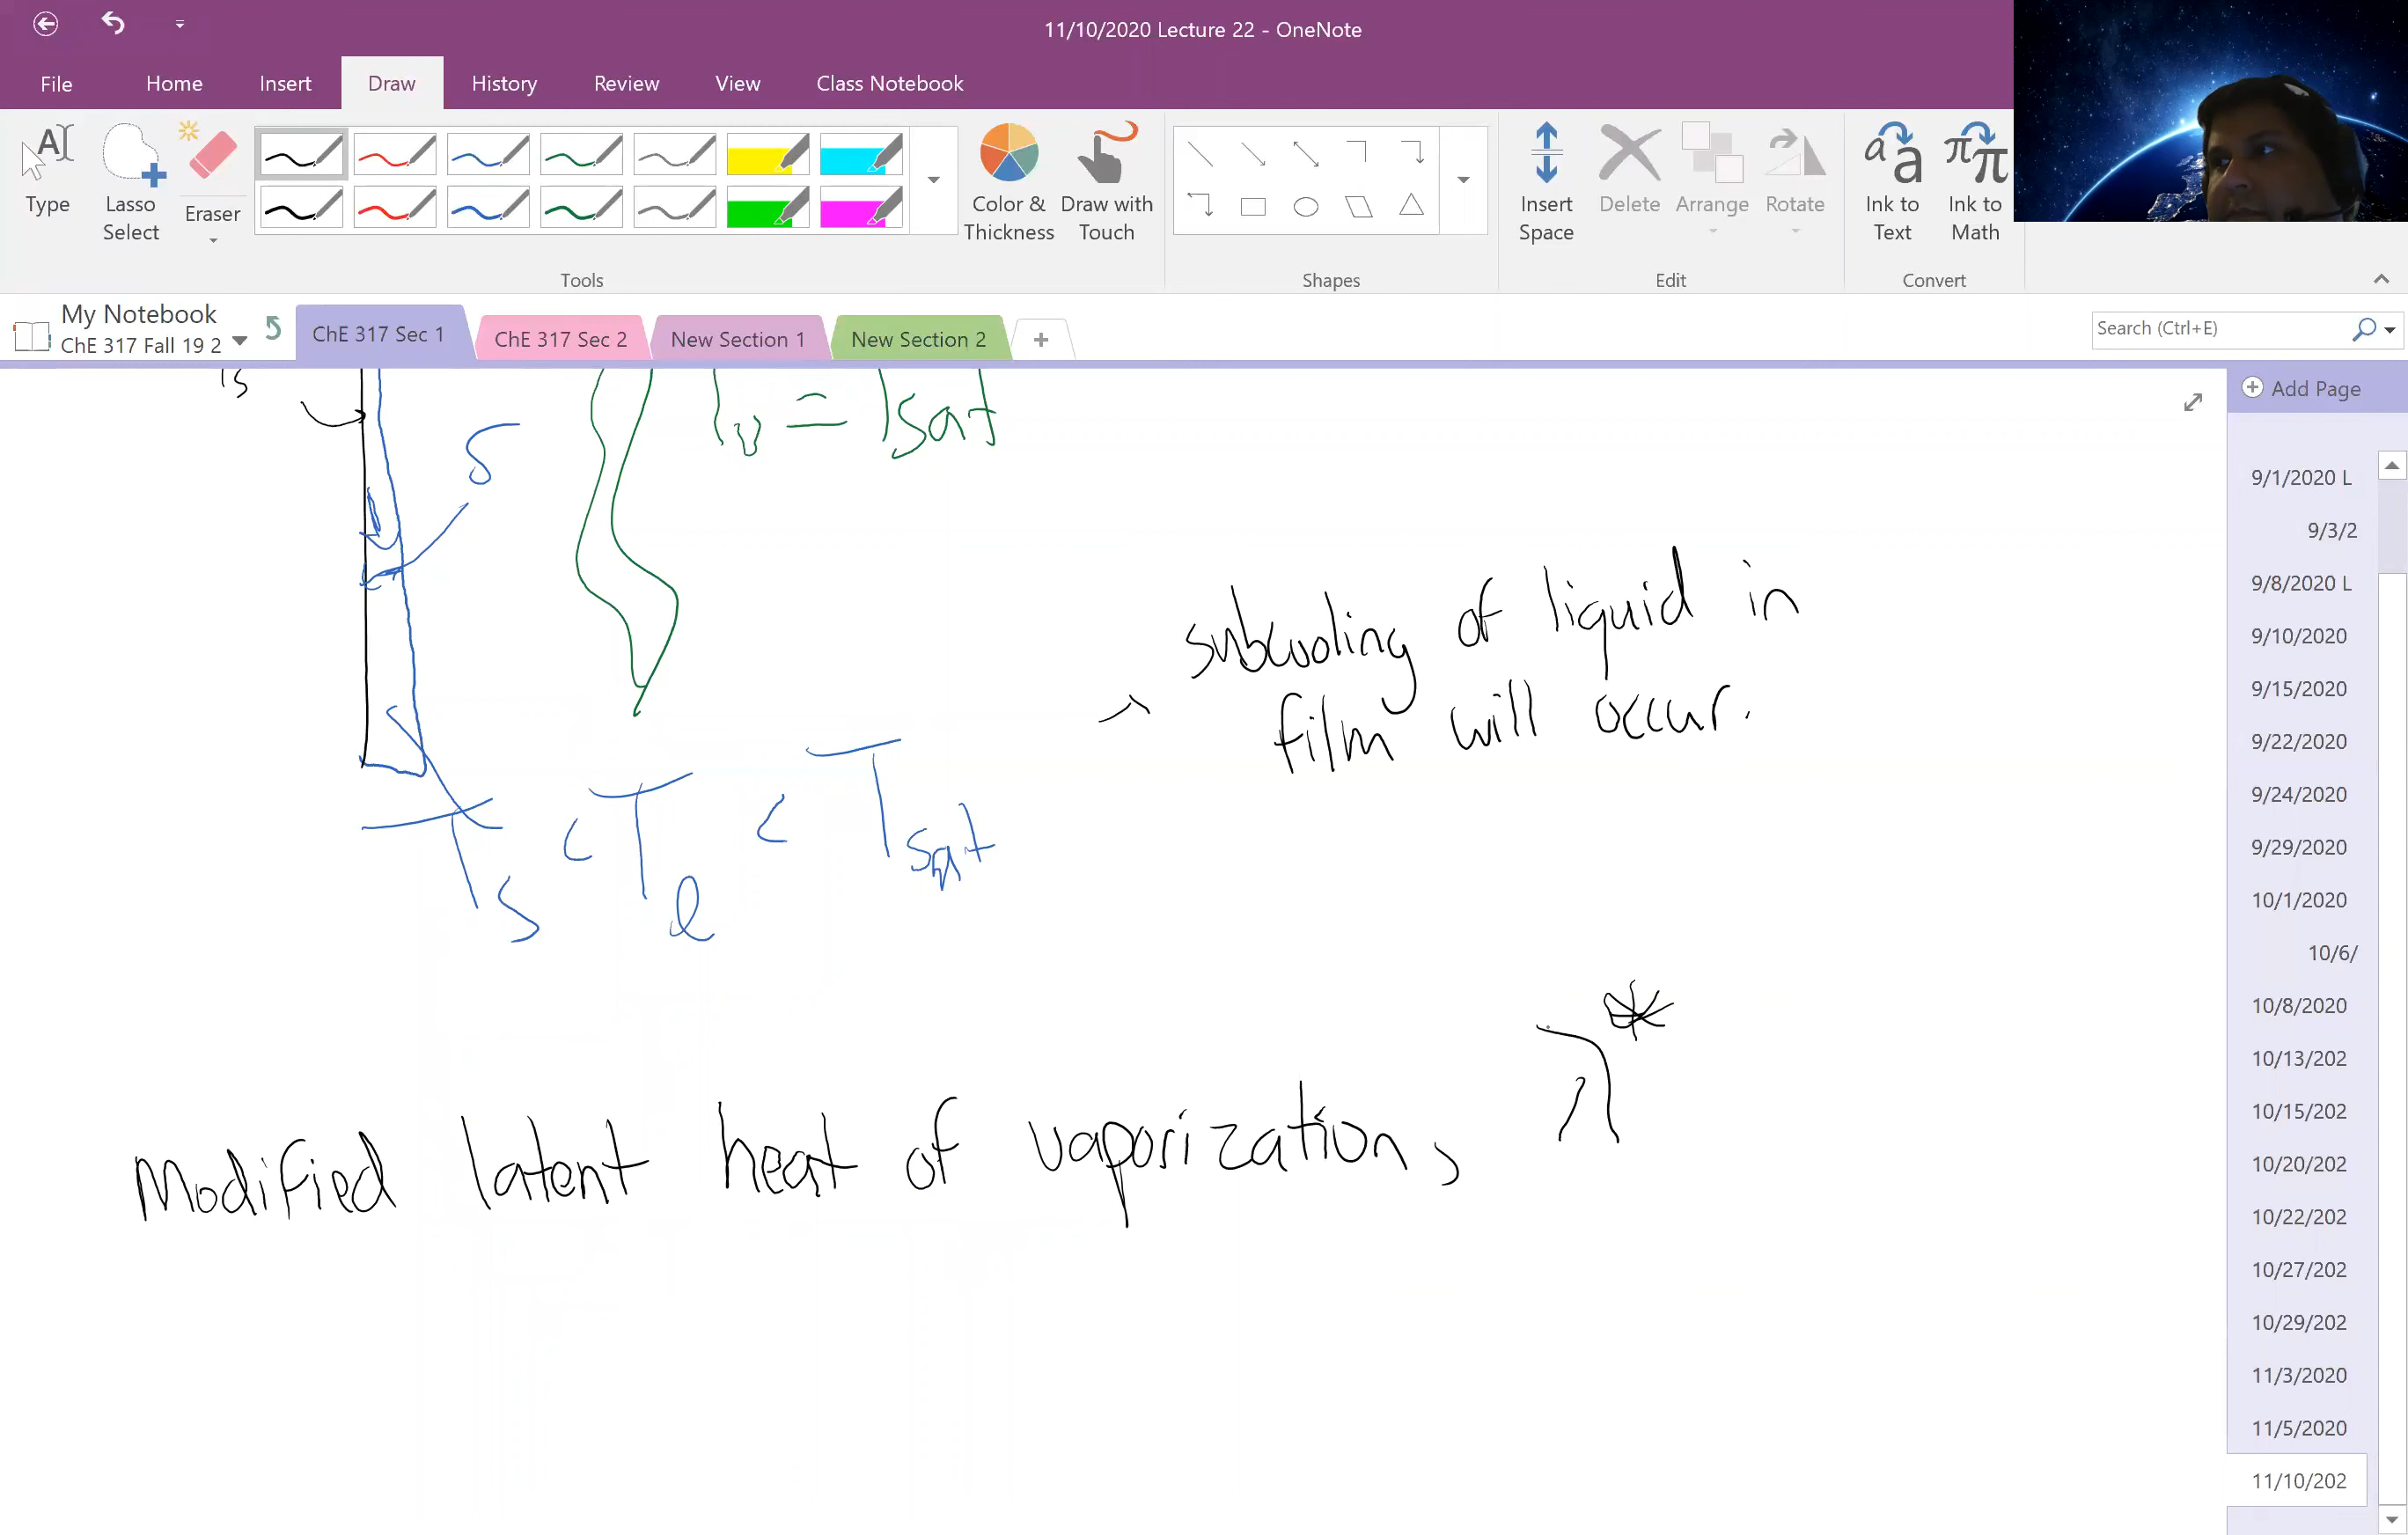 11/10/2020 Lecture 22 - OneNote
File Home Insert Draw History Review View Class Notebook
Type
Lasso Select
Eraser
Color & Thickness
Draw with Touch
Tools
Shapes
Insert Space
Delete
Arrange
Rotate
Edit
Ink to Text
Ink to Math
Convert
My Notebook
ChE 317 Fall 19 2
ChE 317 Sec 1
ChE 317 Sec 2
New Section 1
New Section 2
Search (Ctrl+E)
Add Page
Ts
Tv = Tsat
δ
subcooling of liquid in
film will occur.
Ts < Tl < Tsat
Modified latent heat of vaporization, λ*
9/1/2020 L
9/3/2
9/8/2020 L
9/10/2020
9/15/2020
9/22/2020
9/24/2020
9/29/2020
10/1/2020
10/6/
10/8/2020
10/13/202
10/15/202
10/20/202
10/22/202
10/27/202
10/29/202
11/3/2020
11/5/2020
11/10/202